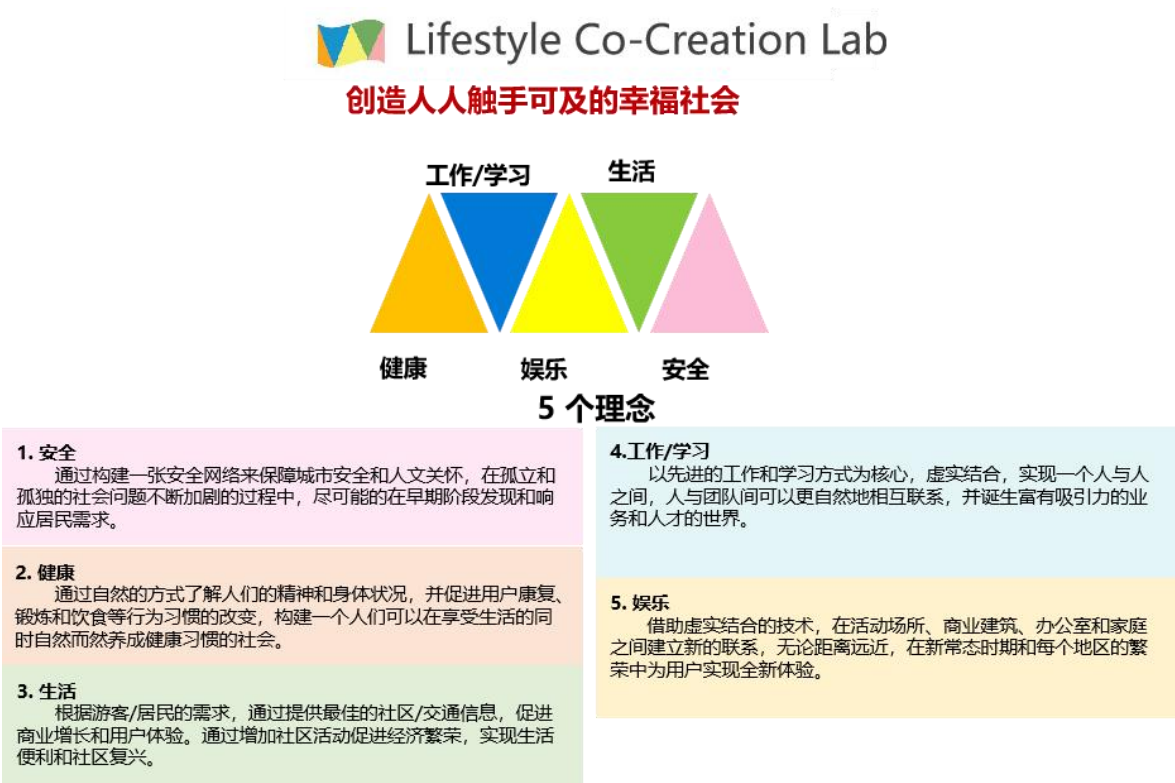 Lifestyle Co-Creation Lab
创造人人触手可及的幸福社会
工作/学习
生活
健康
娱乐
安全
5 个理念
1. 安全
通过构建一张安全网络来保障城市安全和人文关怀，在孤立和
孤独的社会问题不断加剧的过程中，尽可能的在早期阶段发现和响
应居民需求。
2. 健康
通过自然的方式了解人们的精神和身体状况，并促进用户康复、
锻炼和饮食等行为习惯的改变，构建一个人们可以在享受生活的同
时自然而然养成健康习惯的社会。
3. 生活
根据游客/居民的需求，通过提供最佳的社区/交通信息，促进
商业增长和用户体验。通过增加社区活动促进经济繁荣，实现生活
便利和社区复兴。
4.工作/学习
以先进的工作和学习方式为核心，虚实结合，实现一个人与人
之间，人与团队间可以更自然地相互联系，并诞生富有吸引力的业
务和人才的世界。
5. 娱乐
借助虚实结合的技术，在活动场所、商业建筑、办公室和家庭
之间建立新的联系，无论距离远近，在新常态时期和每个地区的繁
荣中为用户实现全新体验。